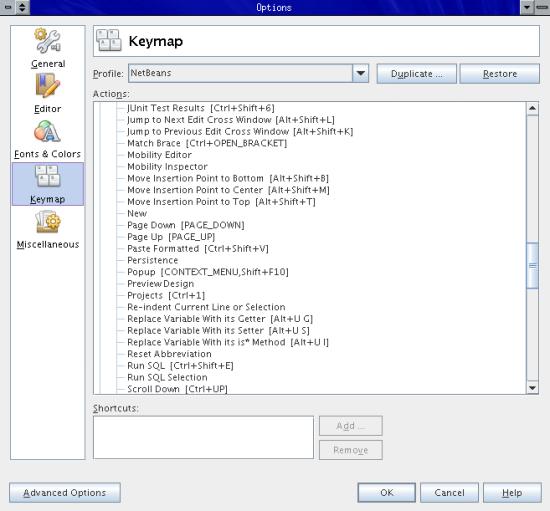 Options
General
Editor
Fonts & Colors
Keymap
Miscellaneous
Keymap
Profile: NetBeans Duplicate ... Restore
Actions:
JUnit Test Results [Ctrl+Shift+6]
Jump to Next Edit Cross Window [Alt+Shift+L]
Jump to Previous Edit Cross Window [Alt+Shift+K]
Match Brace [Ctrl+OPEN_BRACKET]
Mobility Editor
Mobility Inspector
Move Insertion Point to Bottom [Alt+Shift+B]
Move Insertion Point to Center [Alt+Shift+M]
Move Insertion Point to Top [Alt+Shift+T]
New
Page Down [PAGE_DOWN]
Page Up [PAGE_UP]
Paste Formatted [Ctrl+Shift+V]
Persistence
Popup [CONTEXT_MENU,Shift+F10]
Preview Design
Projects [Ctrl+1]
Re-indent Current Line or Selection
Replace Variable With its Getter [Alt+U G]
Replace Variable With its Setter [Alt+U S]
Replace Variable With its is* Method [Alt+U I]
Reset Abbreviation
Run SQL [Ctrl+Shift+E]
Run SQL Selection
Scroll Down [Ctrl+UP]
Shortcuts:
Add ...
Remove
Advanced Options OK Cancel Help